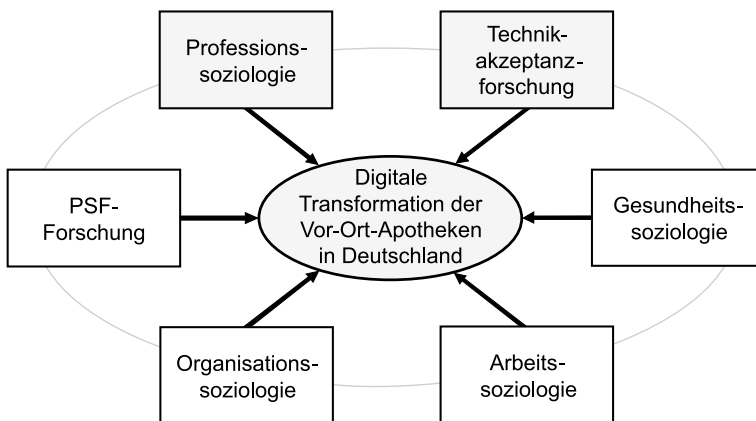 Professions-
soziologie
Technik-
akzeptanz-
forschung
PSF-
Forschung
Digitale
Transformation der
Vor-Ort-Apotheken
in Deutschland
Gesundheits-
soziologie
Organisations-
soziologie
Arbeits-
soziologie